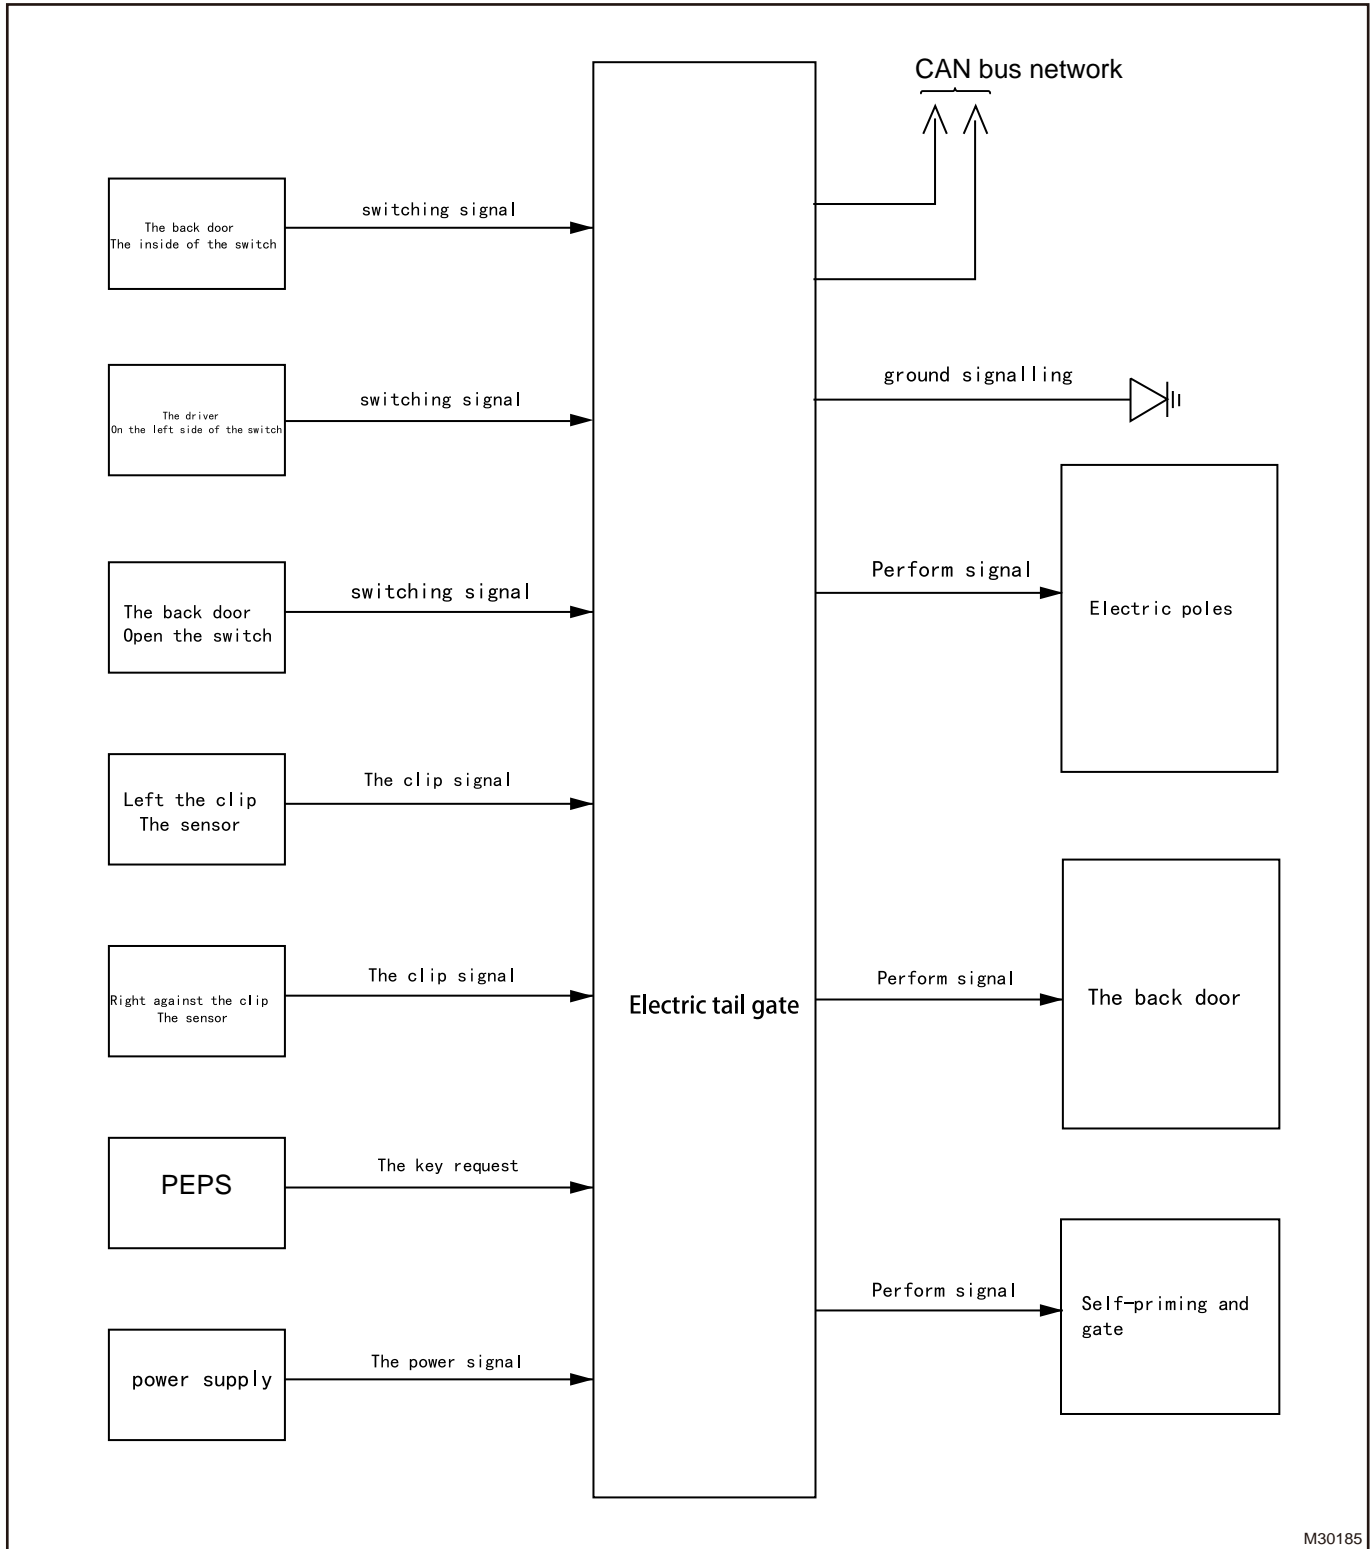 CAN bus network
switching signal
The back door
The inside of the switch
ground signalling
switching signal
The driver
On the left side of the switch
Perform signal
switching signal
The back door
Open the switch
Electric poles
The clip signal
Left the clip
The sensor
The clip signal
Right against the clip
The sensor
Electric tail gate
Perform signal
The back door
The key request
PEPS
Perform signal
Self-priming and
gate
The power signal
power supply
M30185